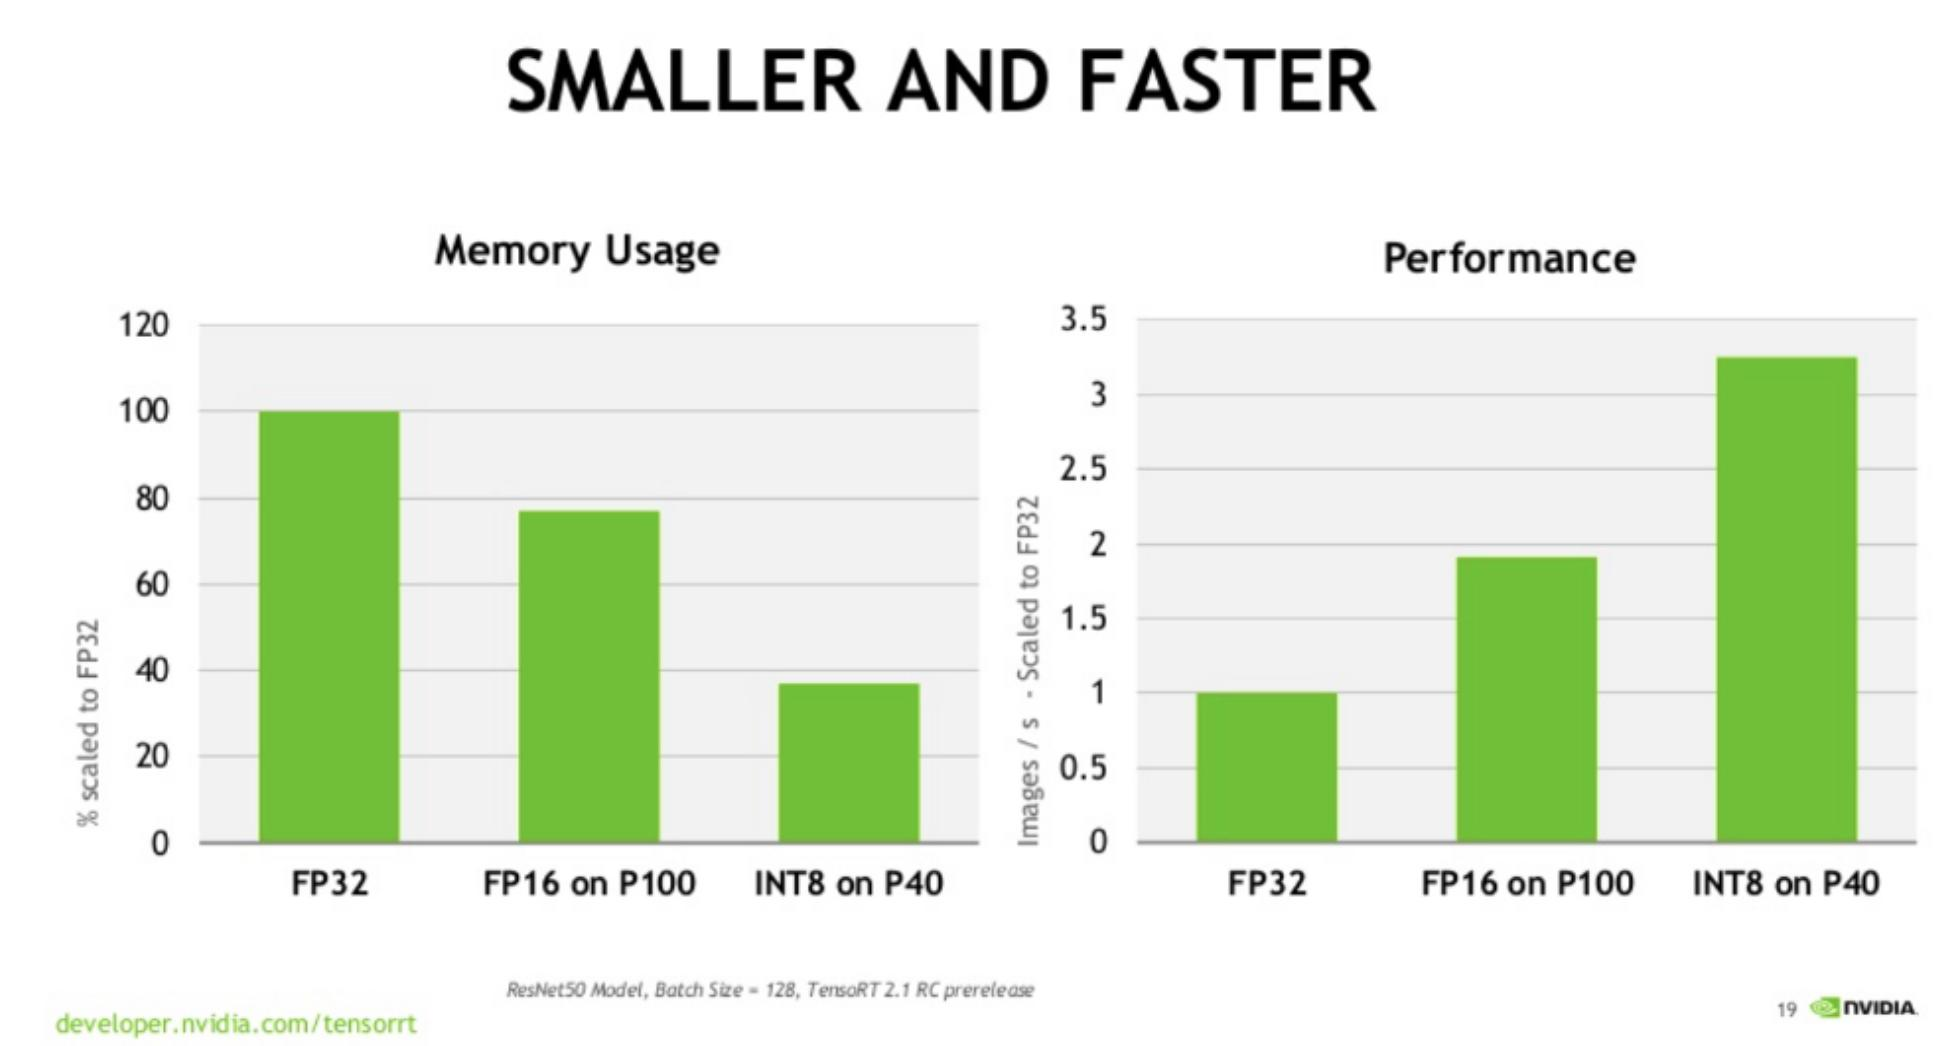 SMALLER AND FASTER
Memory Usage
% scaled to FP32
120
100
80
60
40
20
0
FP32
FP16 on P100
INT8 on P40
Performance
Images / s - Scaled to FP32
3.5
3
2.5
2
1.5
1
0.5
0
FP32
FP16 on P100
INT8 on P40
ResNet50 Model, Batch Size = 128, TensoRT 2.1 RC prerelease
developer.nvidia.com/tensorrt
19 NVIDIA.